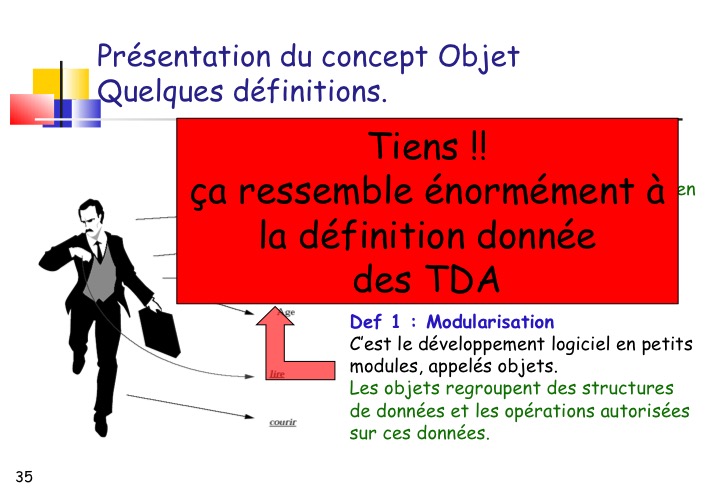 Présentation du concept Objet
Quelques définitions.
Tiens !!
ça ressemble énormément à
la définition donnée
des TDA
en
Age
Def 1 : Modularisation
C’est le développement logiciel en petits
modules, appelés objets.
lire
Les objets regroupent des structures
de données et les opérations autorisées
sur ces données.
courir
35